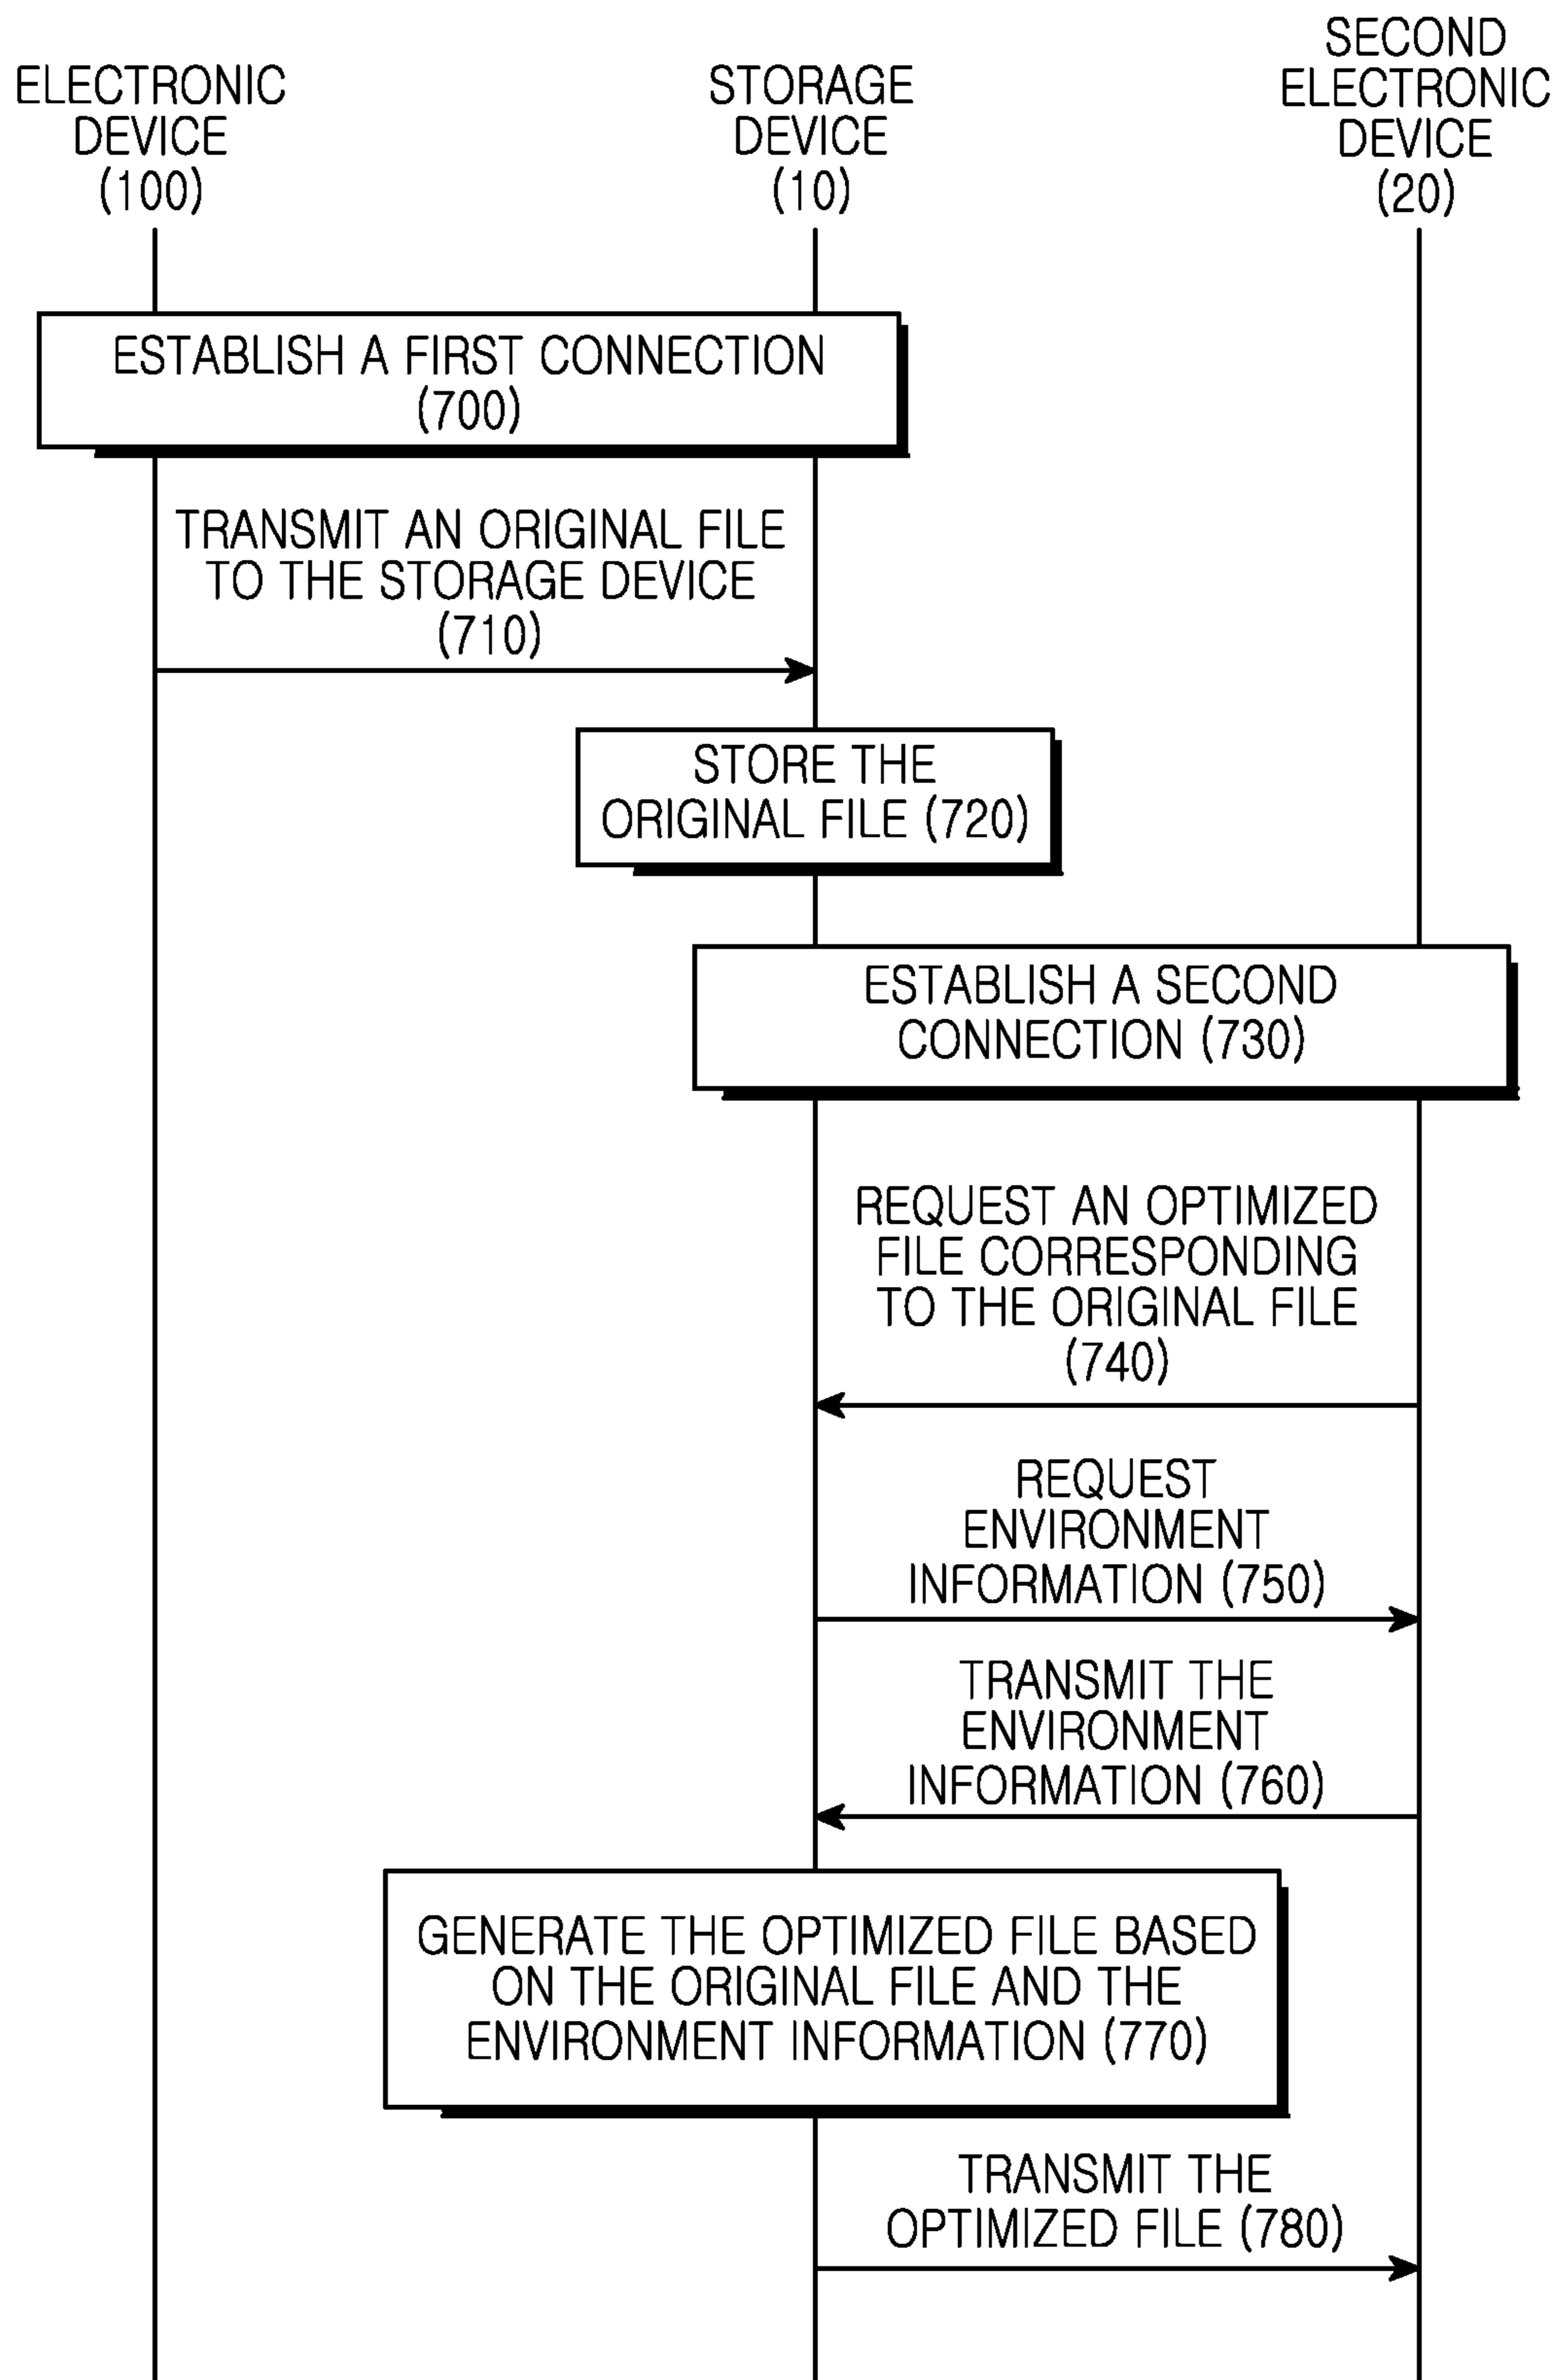 ELECTRONIC
DEVICE
(100)
STORAGE
DEVICE
(10)
SECOND
ELECTRONIC
DEVICE
(20)
ESTABLISH A FIRST CONNECTION
(700)
TRANSMIT AN ORIGINAL FILE
TO THE STORAGE DEVICE
(710)
STORE THE
ORIGINAL FILE (720)
ESTABLISH A SECOND
CONNECTION (730)
REQUEST AN OPTIMIZED
FILE CORRESPONDING
TO THE ORIGINAL FILE
(740)
REQUEST
ENVIRONMENT
INFORMATION (750)
TRANSMIT THE
ENVIRONMENT
INFORMATION (760)
GENERATE THE OPTIMIZED FILE BASED
ON THE ORIGINAL FILE AND THE
ENVIRONMENT INFORMATION (770)
TRANSMIT THE
OPTIMIZED FILE (780)